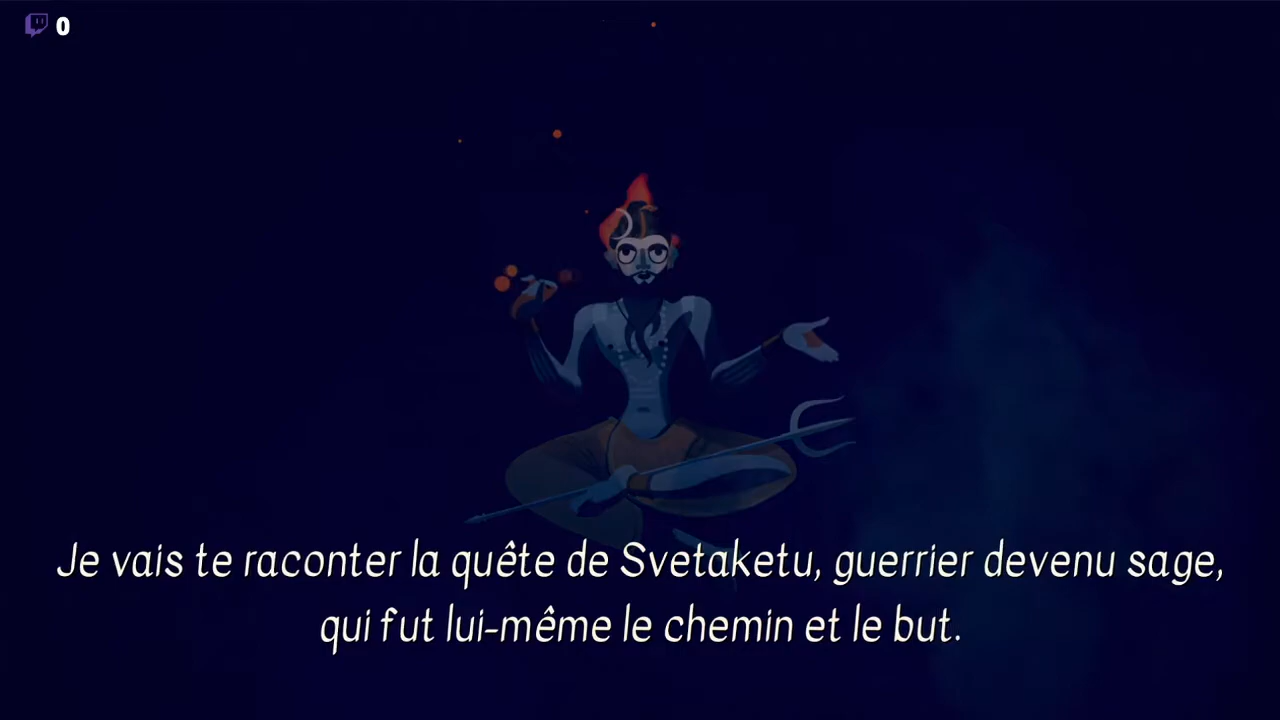 0
Je vais te raconter la quête de Svetaketu, guerrier devenu sage,
qui fut lui-même le chemin et le but.